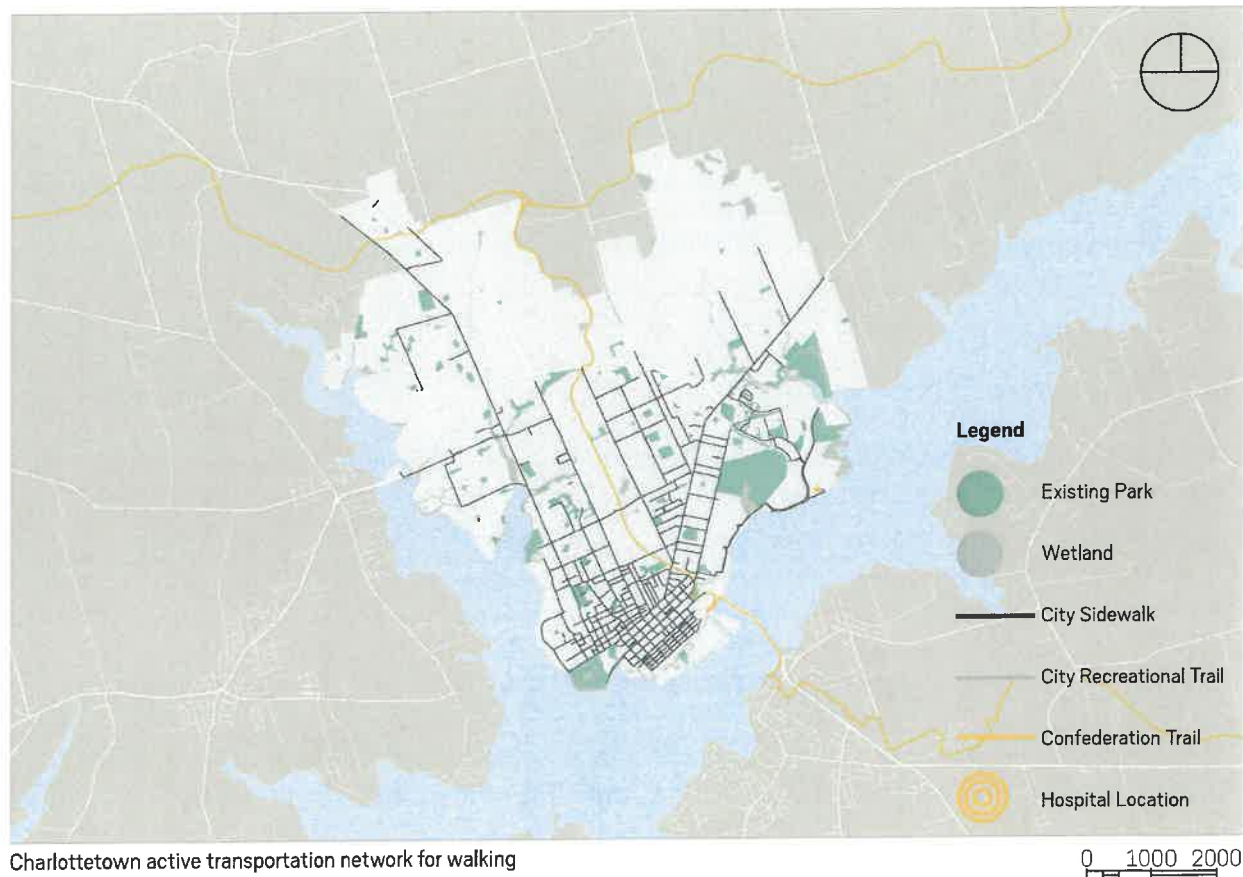 Legend
Existing Park
Wetland
City Sidewalk
City Recreational Trail
Confederation Trail
Hospital Location
Charlottetown active transportation network for walking
0 1000 2000